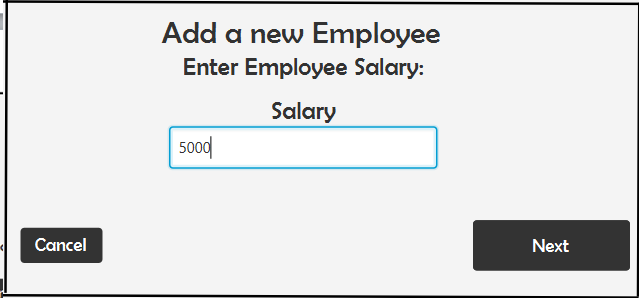 Add a new Employee
Enter Employee Salary:
Salary
5000
Cancel
Next